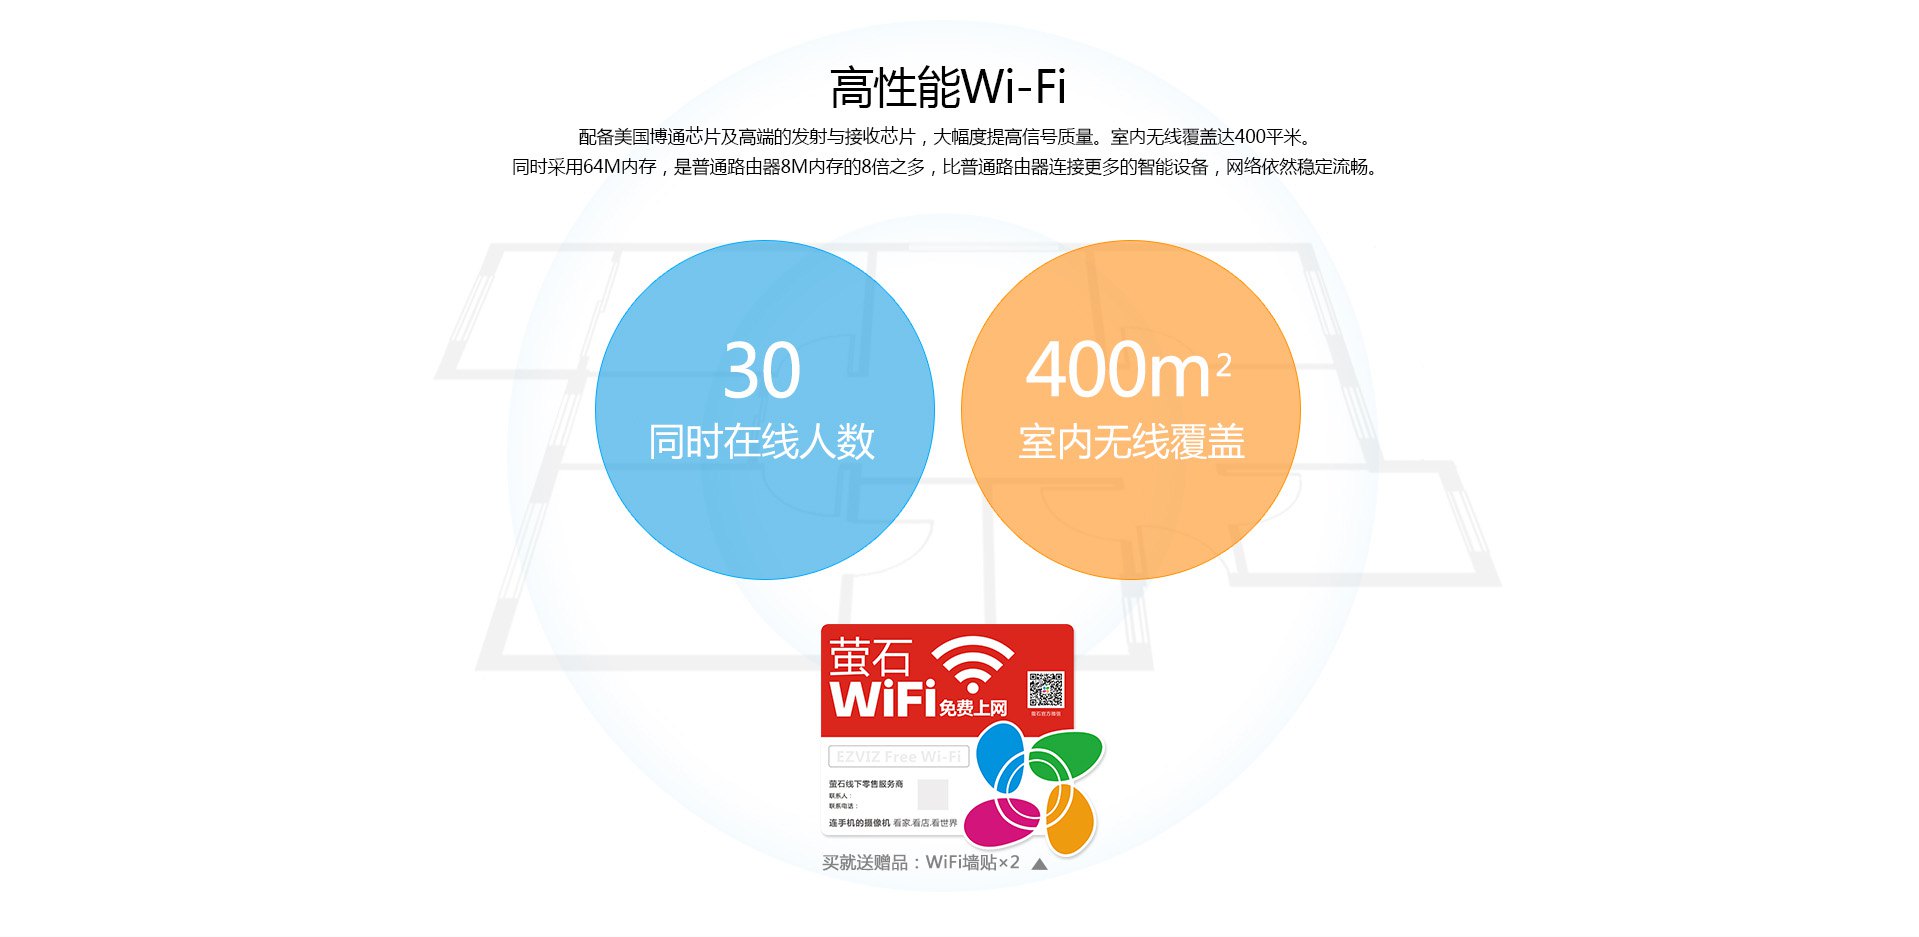 高性能Wi-Fi
配备美国博通芯片及高端的发射与接收芯片，大幅度提高信号质量。室内无线覆盖达400平米。
同时采用64M内存，是普通路由器8M内存的8倍之多，比普通路由器连接更多的智能设备，网络依然稳定流畅。
30
同时在线人数
400m²
室内无线覆盖
萤石
WiFi免费上网
萤石官方微信
EZVIZ Free Wi-Fi
萤石线下零售服务商
联系人：
联系电话：
连手机的摄像机 看家.看店.看世界
买就送赠品：WiFi墙贴×2